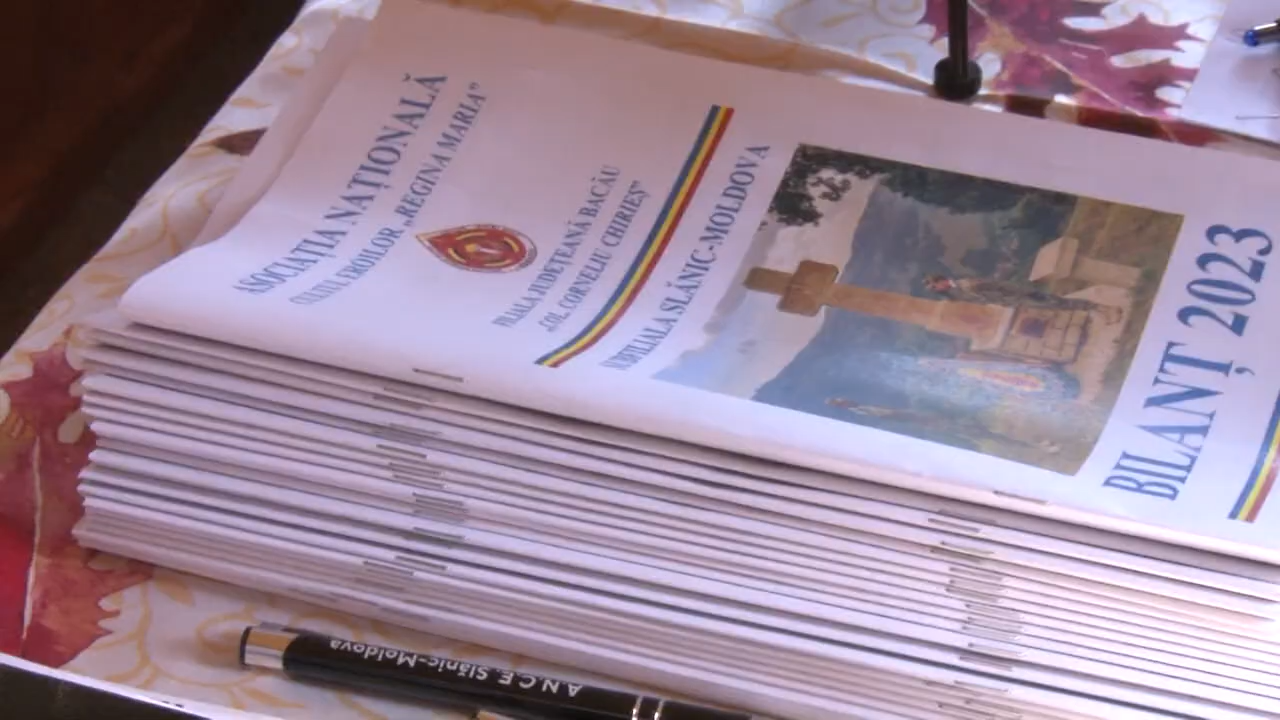 ASOCIAȚIA NAȚIONALĂ
CULTUL EROILOR „REGINA MARIA”
FILIALA JUDEȚEANĂ BACĂU
„COL. CORNELIU CHIRIEȘ”
SUBFILIALA SLĂNIC-MOLDOVA
BILANȚ 2023
A.N.C.E. Slănic-Moldova